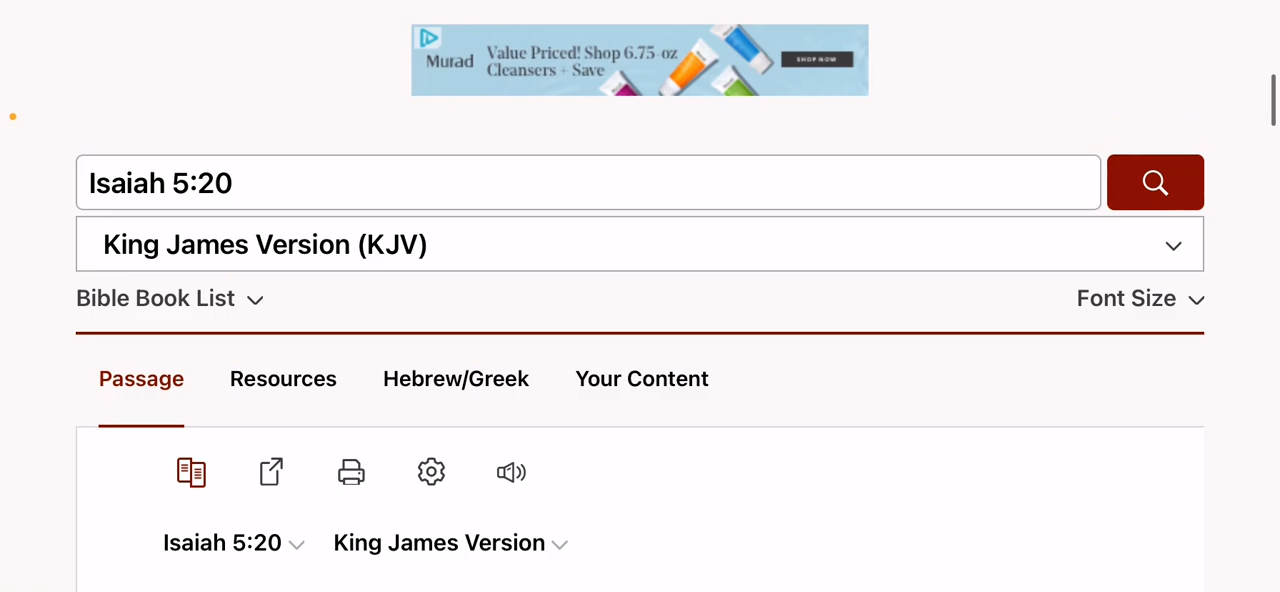 Murad
Value Priced! Shop 6.75-oz
Cleansers + Save
SHOP NOW
Isaiah 5:20
King James Version (KJV)
Bible Book List
Font Size
Passage Resources Hebrew/Greek Your Content
Isaiah 5:20 King James Version